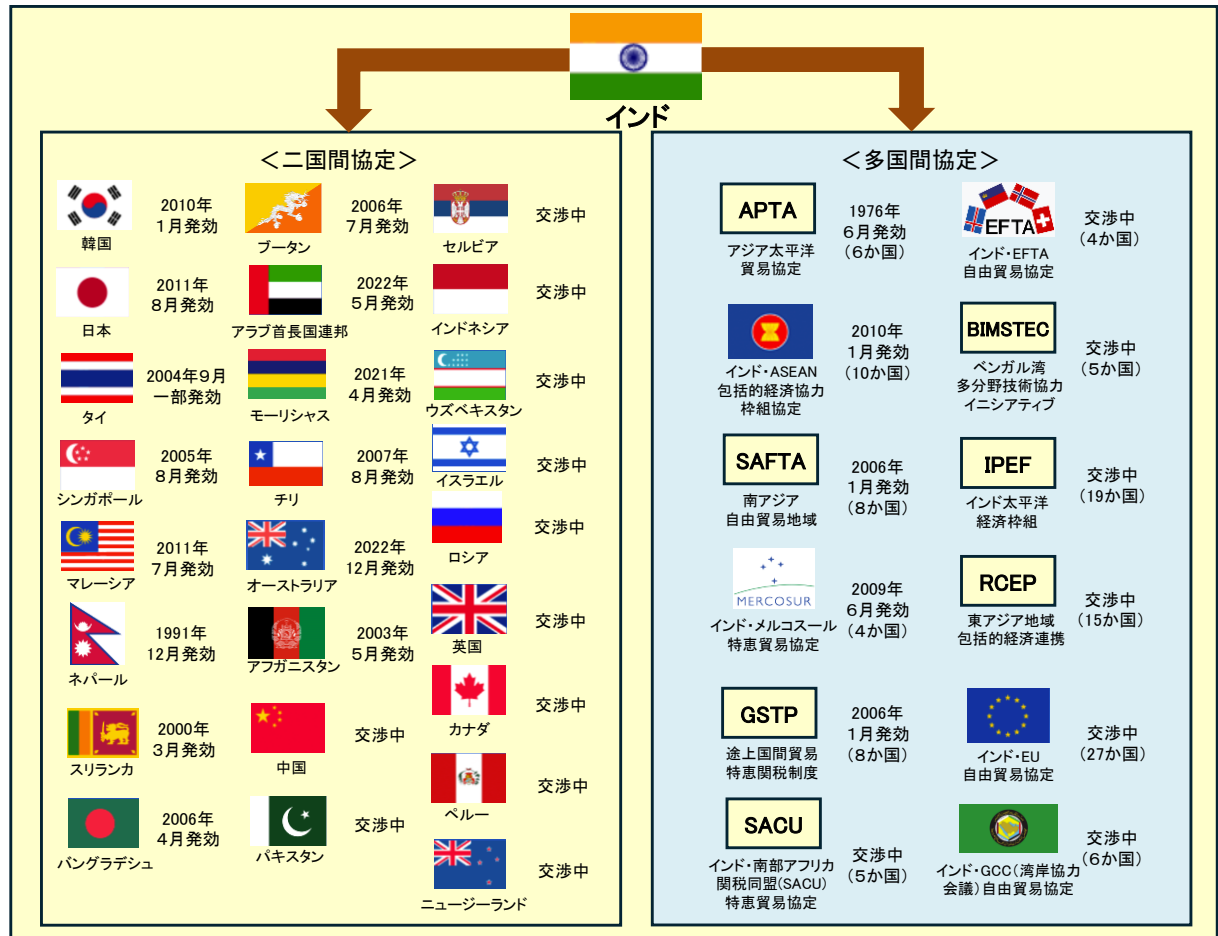 インド
＜二国間協定＞
韓国
2010年
1月発効
ブータン
2006年
7月発効
セルビア
交渉中
日本
2011年
8月発効
アラブ首長国連邦
2022年
5月発効
インドネシア
交渉中
タイ
2004年９月
一部発効
モーリシャス
2021年
4月発効
ウズベキスタン
交渉中
シンガポール
2005年
8月発効
チリ
2007年
8月発効
イスラエル
交渉中
マレーシア
2011年
7月発効
オーストラリア
2022年
12月発効
ロシア
交渉中
ネパール
1991年
12月発効
アフガニスタン
2003年
5月発効
英国
交渉中
スリランカ
2000年
3月発効
中国
交渉中
カナダ
交渉中
バングラデシュ
2006年
4月発効
パキスタン
交渉中
ペルー
交渉中
ニュージーランド
交渉中
＜多国間協定＞
APTA
アジア太平洋
貿易協定
1976年
6月発効
(6か国)
EFTA
インド・EFTA
自由貿易協定
交渉中
(4か国)
インド・ASEAN
包括的経済協力
枠組協定
2010年
1月発効
(10か国)
BIMSTEC
ベンガル湾
多分野技術協力
イニシアティブ
交渉中
(5か国)
SAFTA
南アジア
自由貿易地域
2006年
1月発効
(8か国)
IPEF
インド太平洋
経済枠組
交渉中
(19か国)
MERCOSUR
インド・メルコスール
特恵貿易協定
2009年
6月発効
(4か国)
RCEP
東アジア地域
包括的経済連携
交渉中
(15か国)
GSTP
途上国間貿易
特恵関税制度
2006年
1月発効
(8か国)
インド・EU
自由貿易協定
交渉中
(27か国)
SACU
インド・南部アフリカ
関税同盟(SACU)
特恵貿易協定
交渉中
(5か国)
インド・GCC(湾岸協力
会議)自由貿易協定
交渉中
(6か国)